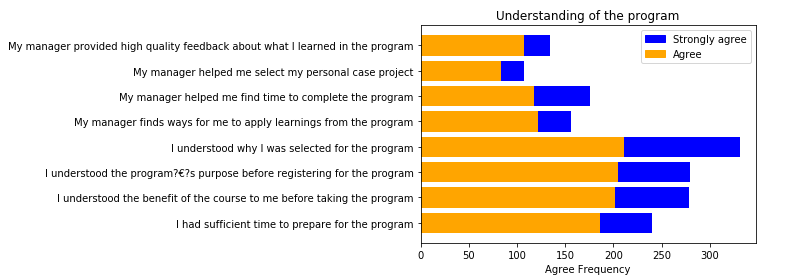 Understanding of the program
My manager provided high quality feedback about what I learned in the program
My manager helped me select my personal case project
My manager helped me find time to complete the program
My manager finds ways for me to apply learnings from the program
I understood why I was selected for the program
I understood the program?€?s purpose before registering for the program
I understood the benefit of the course to me before taking the program
I had sufficient time to prepare for the program
Strongly agree
Agree
0 50 100 150 200 250 300
Agree Frequency